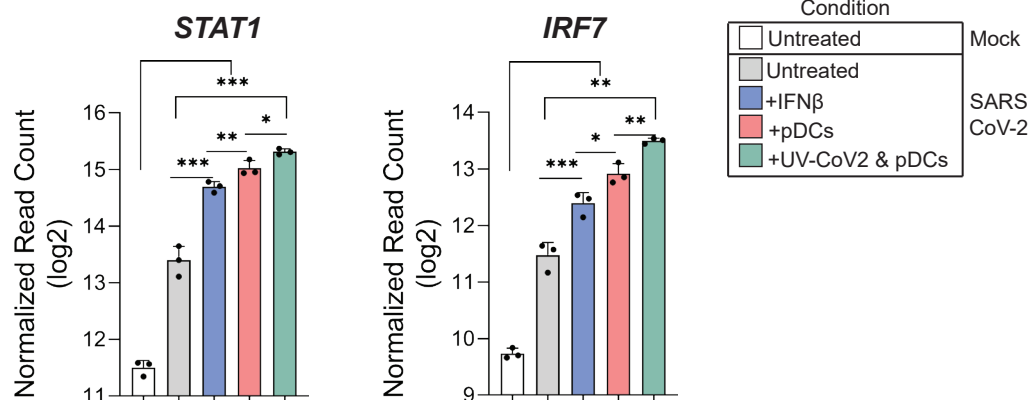 STAT1
Normalized Read Count
(log2)
16
15
14
13
12
11
***
***
**
*
IRF7
Normalized Read Count
(log2)
14
13
12
11
10
9
**
***
*
**
Condition
Untreated
Mock
Untreated
+IFNβ
+pDCs
+UV-CoV2 & pDCs
SARS
CoV-2